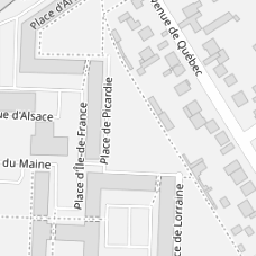 Place d'A
Avenue de Québec
ue d'Alsace
Place d'Île-de-France
Place de Picardie
du Maine
ce de Lorraine